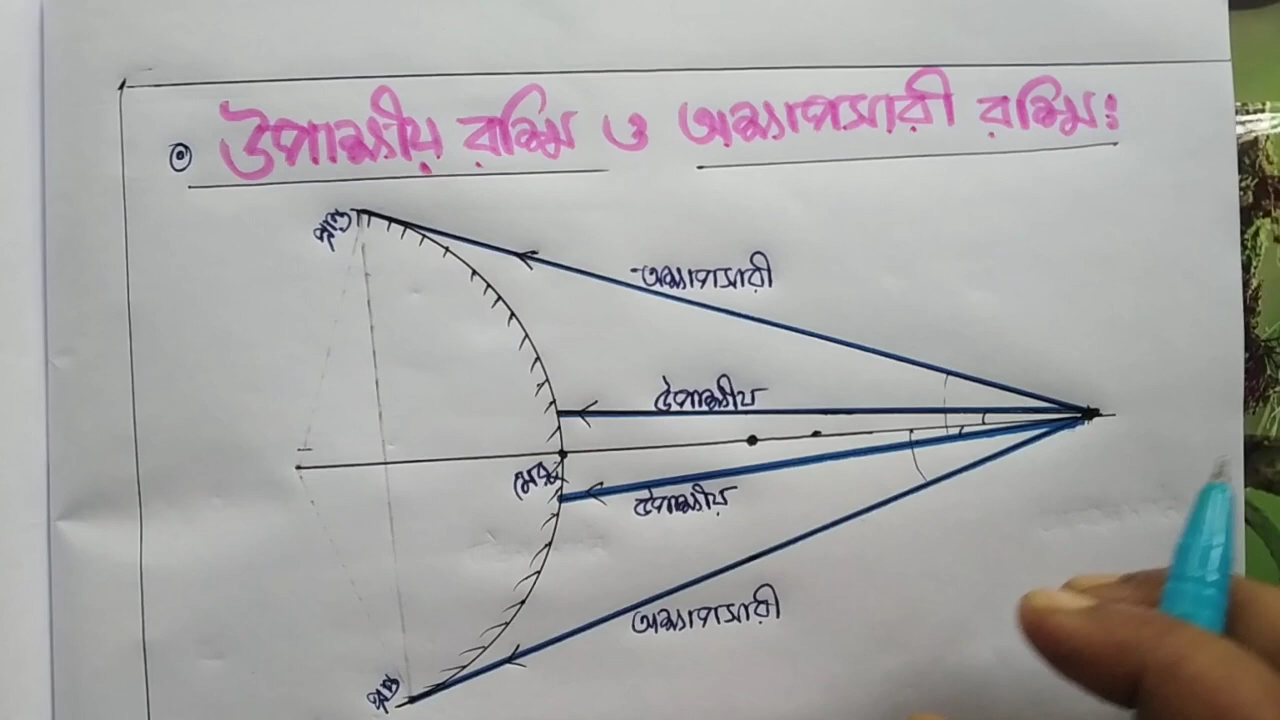 উপাক্ষীয় রশ্মি ও অক্ষ্যাপসারী রশ্মিঃ
প্রান্ত
অক্ষ্যাপসারী
উপাক্ষীয়
মেরু
উপাক্ষীয়
অক্ষ্যাপসারী
প্রান্ত